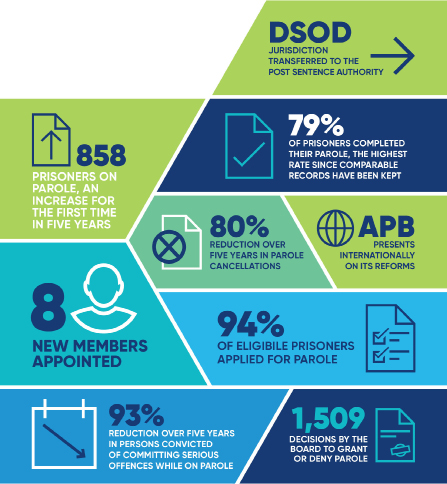 DSOD
JURISDICTION
TRANSFERRED TO THE
POST SENTENCE AUTHORITY
858
PRISONERS ON
PAROLE, AN
INCREASE FOR
THE FIRST TIME
IN FIVE YEARS
79%
OF PRISONERS COMPLETED
THEIR PAROLE, THE HIGHEST
RATE SINCE COMPARABLE
RECORDS HAVE BEEN KEPT
80%
REDUCTION OVER
FIVE YEARS IN PAROLE
CANCELLATIONS
APB
PRESENTS
INTERNATIONALLY
ON ITS REFORMS
8
NEW MEMBERS
APPOINTED
94%
OF ELIGIBLE PRISONERS
APPLIED FOR PAROLE
93%
REDUCTION OVER FIVE YEARS
IN PERSONS CONVICTED
OF COMMITTING SERIOUS
OFFENCES WHILE ON PAROLE
1,509
DECISIONS BY THE
BOARD TO GRANT
OR DENY PAROLE